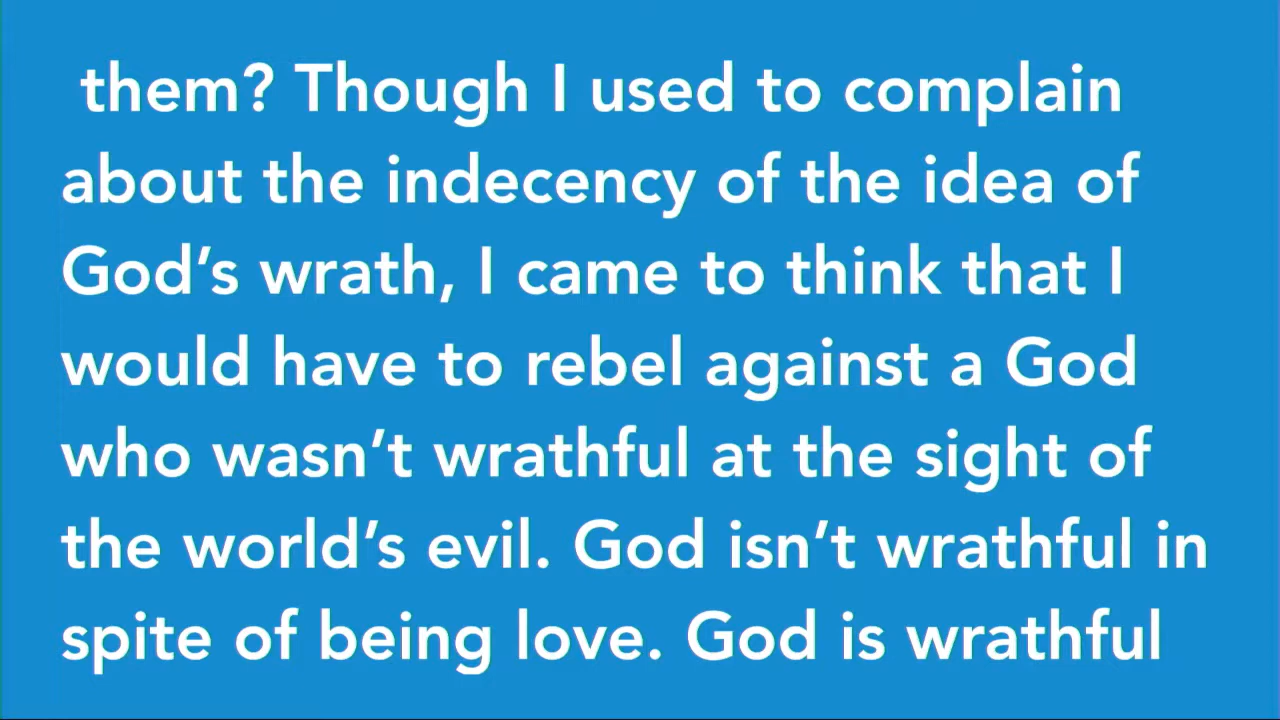 them? Though I used to complain
about the indecency of the idea of
God’s wrath, I came to think that I
would have to rebel against a God
who wasn’t wrathful at the sight of
the world’s evil. God isn’t wrathful in
spite of being love. God is wrathful